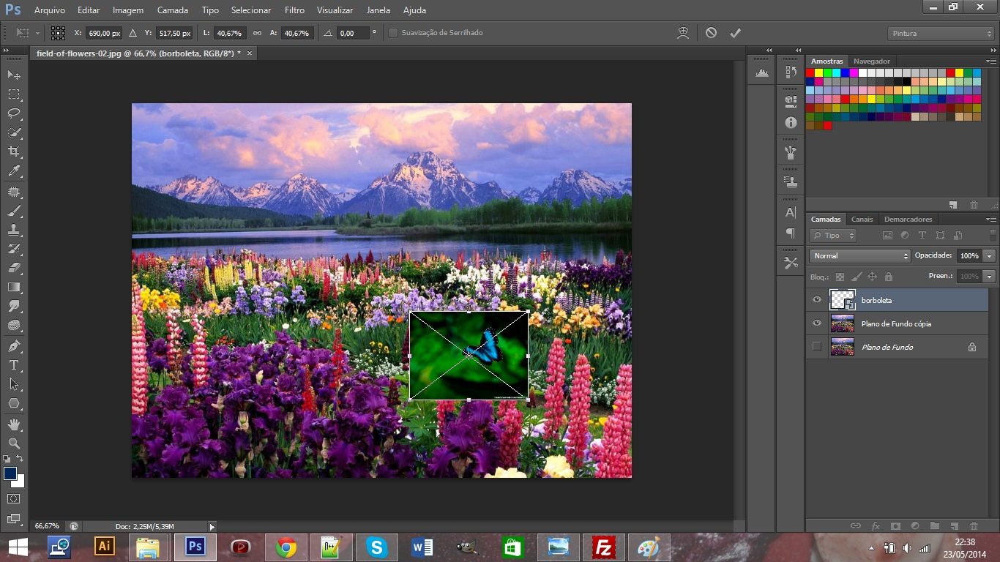 Ps Arquivo Editar Imagem Camada Tipo Selecionar Filtro Visualizar Janela Ajuda
X: 690,00 px Y: 517,50 px L: 40,67% A: 40,67% 0,00 ° Suavização de Serrilhado Pintura
field-of-flowers-02.jpg @ 66,7% (borboleta, RGB/8*) * ×
Amostras Navegador
Camadas Canais Demarcadores
Tipo
Normal Opacidade: 100%
Bloq.: Preen.: 100%
borboleta
Plano de Fundo cópia
Plano de Fundo
66,67% Doc: 2,25M/5,39M
Ai Ps n++ S W Fz
22:38
23/05/2014